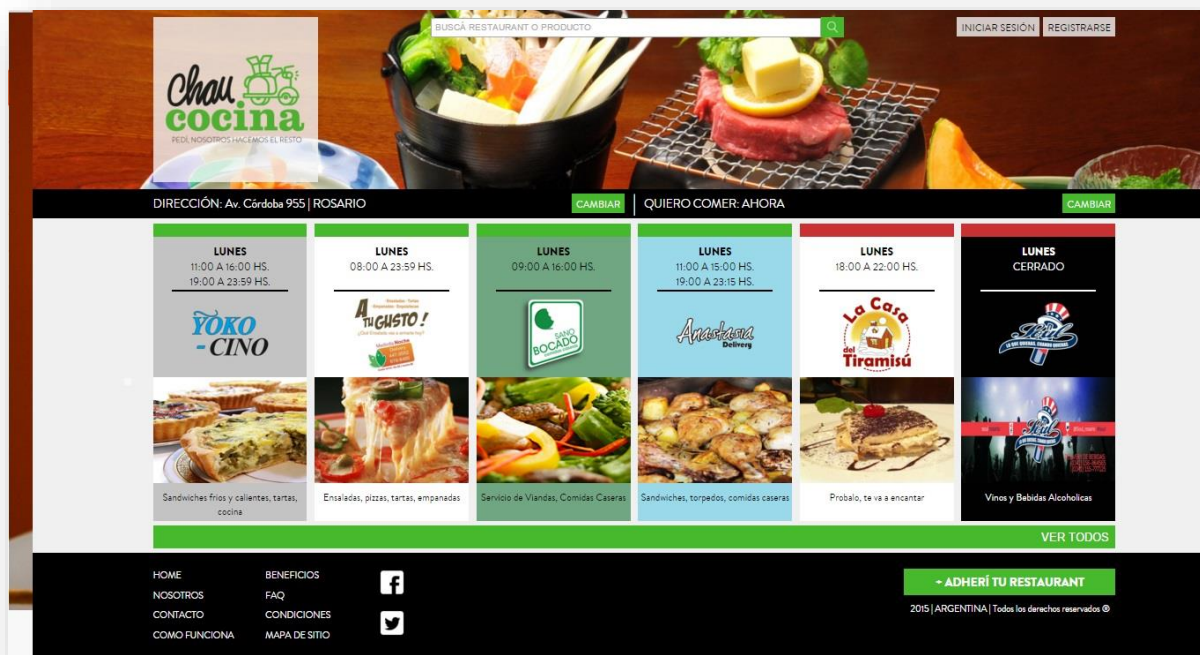 BUSCÁ RESTAURANT O PRODUCTO
INICIAR SESIÓN
REGISTRARSE
Chau
cocina
PEDÍ, NOSOTROS HACEMOS EL RESTO
DIRECCIÓN: Av. Córdoba 955 | ROSARIO
CAMBIAR
QUIERO COMER: AHORA
CAMBIAR
LUNES
11:00 A 16:00 HS.
19:00 A 23:59 HS.
YOKO
-CINO
Sandwiches frios y calientes, tartas,
cocina
LUNES
08:00 A 23:59 HS.
A
TU GUSTO!
Ensaladas, pizzas, tartas, empanadas
LUNES
09:00 A 16:00 HS.
SANO
BOCADO
Servicio de Viandas, Comidas Caseras
LUNES
11:00 A 15:00 HS.
19:00 A 23:15 HS.
Anastasia
Delivery
Sandwiches, torpedos, comidas caseras
LUNES
18:00 A 22:00 HS.
La Casa
del
Tiramisú
Probalo, te va a encantar
LUNES
CERRADO
LO QUE QUIERAS, CUANDO QUIERAS.
Vinos y Bebidas Alcoholicas
VER TODOS
HOME
NOSOTROS
CONTACTO
COMO FUNCIONA
BENEFICIOS
FAQ
CONDICIONES
MAPA DE SITIO
+ ADHERÍ TU RESTAURANT
2015 | ARGENTINA | Todos los derechos reservados ®